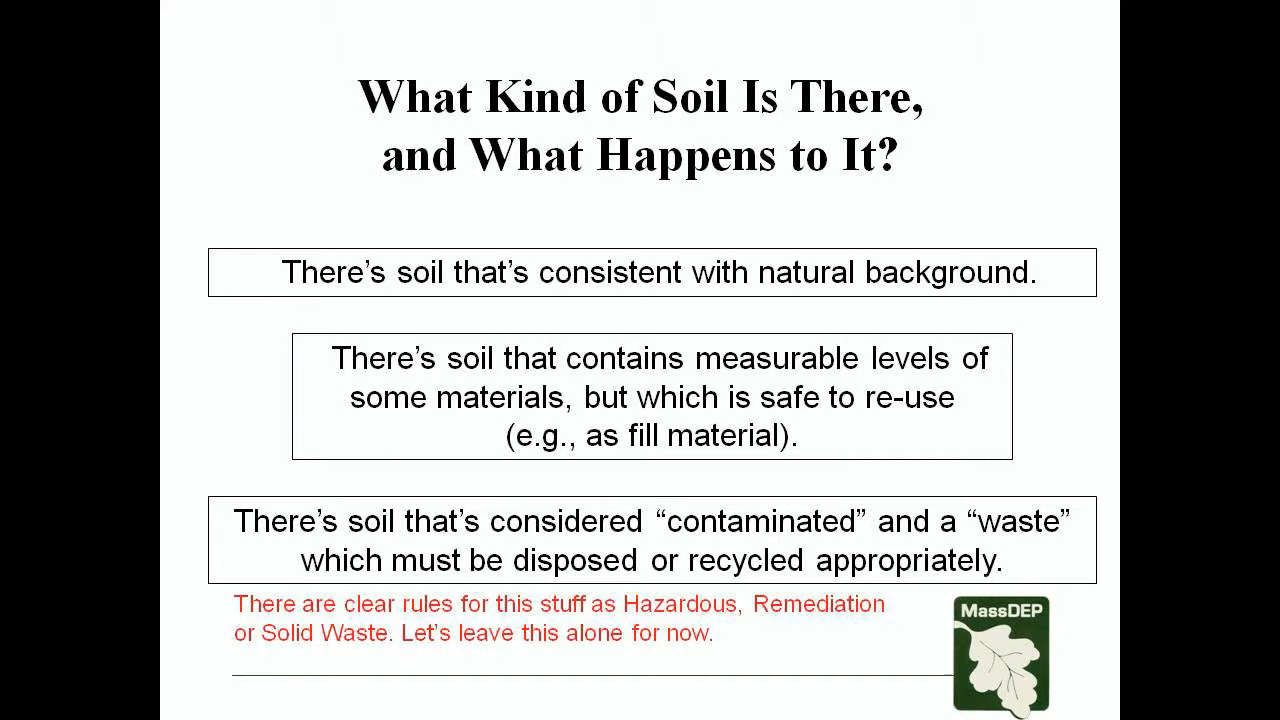 What Kind of Soil Is There,
and What Happens to It?
There’s soil that’s consistent with natural background.
There’s soil that contains measurable levels of
some materials, but which is safe to re-use
(e.g., as fill material).
There’s soil that’s considered “contaminated” and a “waste”
which must be disposed or recycled appropriately.
There are clear rules for this stuff as Hazardous, Remediation
or Solid Waste. Let’s leave this alone for now.
MassDEP